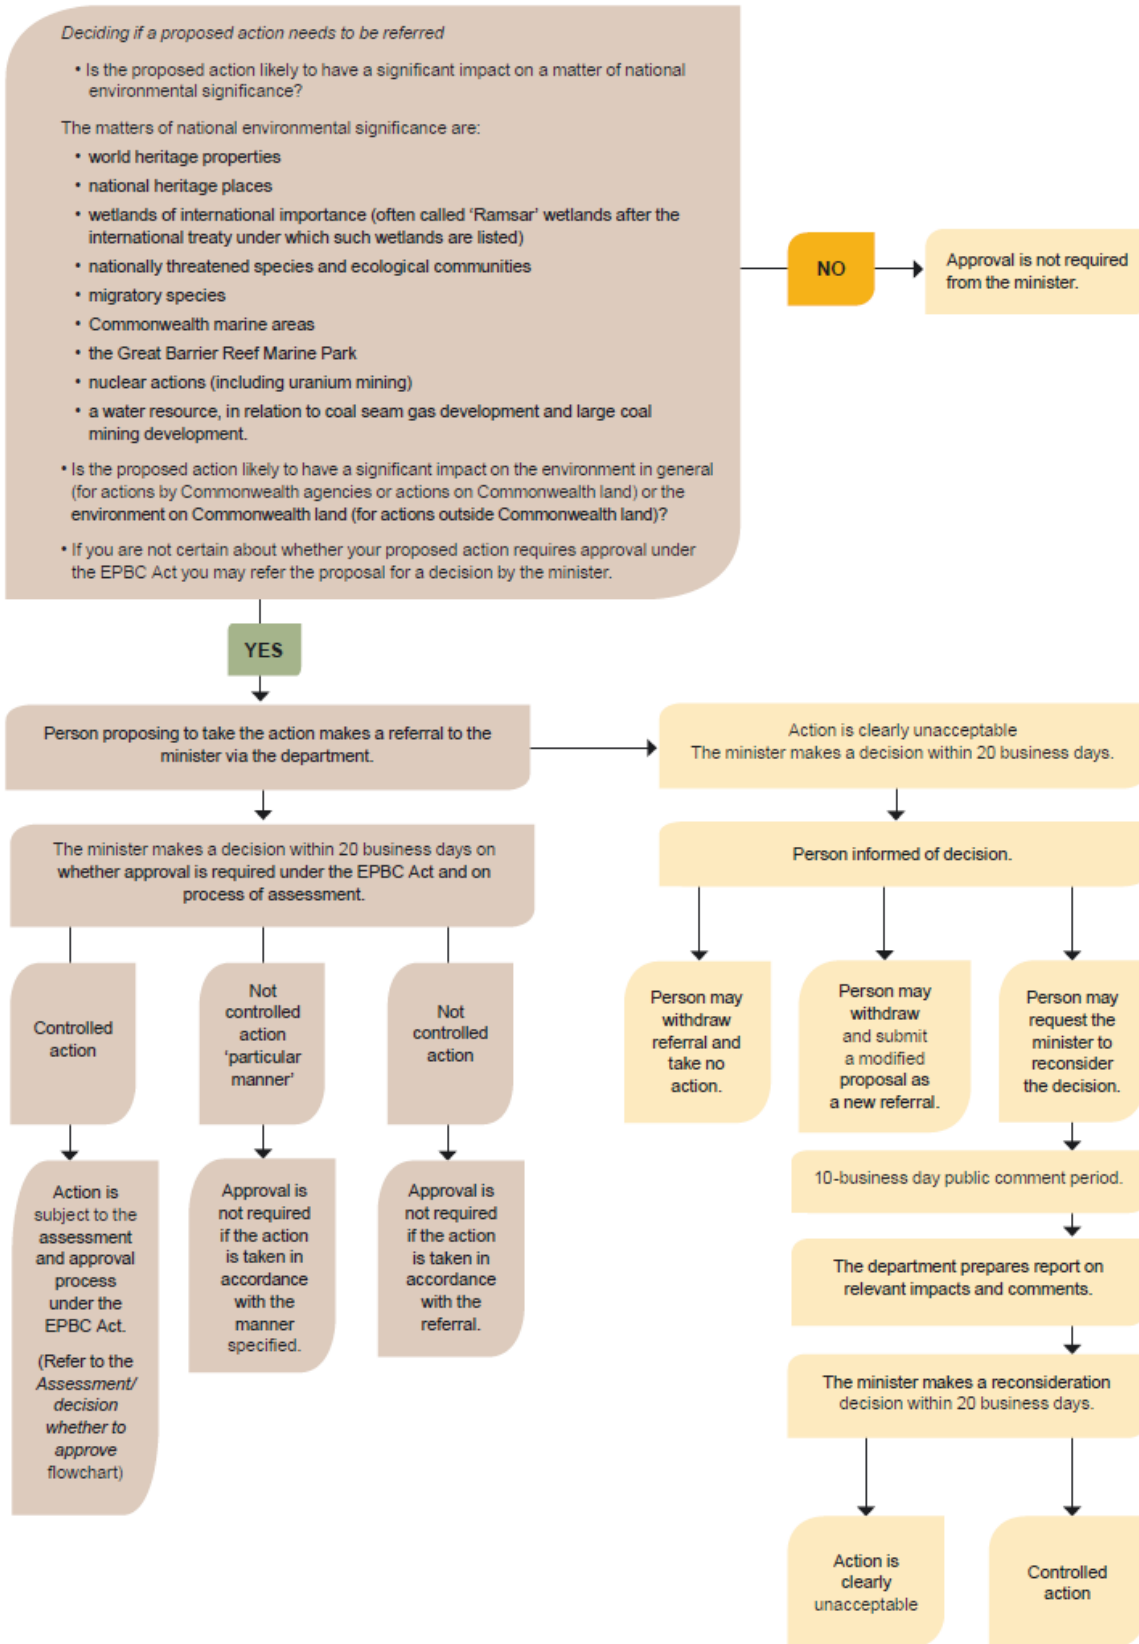 Deciding if a proposed action needs to be referred
• Is the proposed action likely to have a significant impact on a matter of national
environmental significance?
The matters of national environmental significance are:
• world heritage properties
• national heritage places
• wetlands of international importance (often called ‘Ramsar’ wetlands after the
international treaty under which such wetlands are listed)
• nationally threatened species and ecological communities
• migratory species
• Commonwealth marine areas
• the Great Barrier Reef Marine Park
• nuclear actions (including uranium mining)
• a water resource, in relation to coal seam gas development and large coal
mining development.
• Is the proposed action likely to have a significant impact on the environment in general
(for actions by Commonwealth agencies or actions on Commonwealth land) or the
environment on Commonwealth land (for actions outside Commonwealth land)?
• If you are not certain about whether your proposed action requires approval under
the EPBC Act you may refer the proposal for a decision by the minister.
NO
Approval is not required
from the minister.
YES
Person proposing to take the action makes a referral to the
minister via the department.
Action is clearly unacceptable
The minister makes a decision within 20 business days.
The minister makes a decision within 20 business days on
whether approval is required under the EPBC Act and on
process of assessment.
Person informed of decision.
Controlled
action
Not
controlled
action
‘particular
manner’
Not
controlled
action
Person may
withdraw
referral and
take no
action.
Person may
withdraw
and submit
a modified
proposal as
a new referral.
Person may
request the
minister to
reconsider
the decision.
Action is
subject to the
assessment
and approval
process
under the
EPBC Act.
(Refer to the
Assessment/
decision
whether to
approve
flowchart)
Approval is
not required
if the action
is taken in
accordance
with the
manner
specified.
Approval is
not required
if the action
is taken in
accordance
with the
referral.
10-business day public comment period.
The department prepares report on
relevant impacts and comments.
The minister makes a reconsideration
decision within 20 business days.
Action is
clearly
unacceptable
Controlled
action